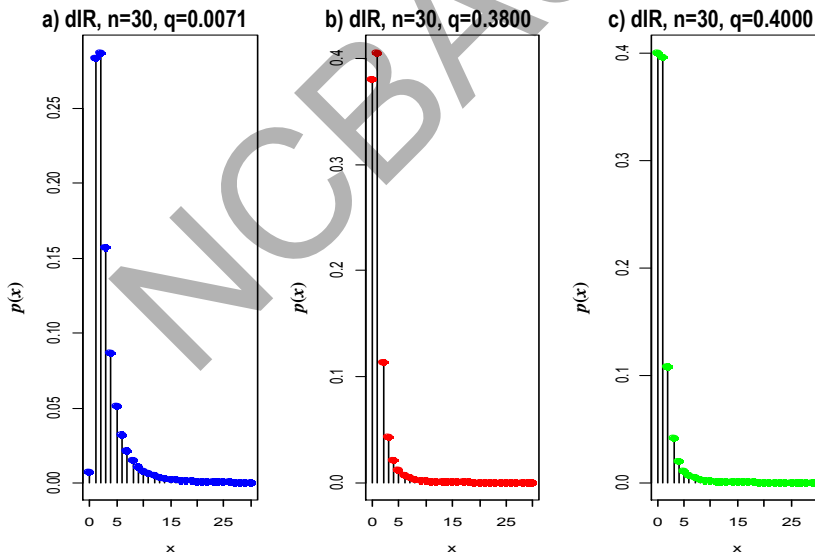 a) dIR, n=30, q=0.0071
p(x)
0.00 0.05 0.10 0.15 0.20 0.25
0 5 15 25
x
b) dIR, n=30, q=0.3800
p(x)
0.0 0.1 0.2 0.3 0.4
0 5 15 25
x
c) dIR, n=30, q=0.4000
p(x)
0.0 0.1 0.2 0.3 0.4
0 5 15 25
x